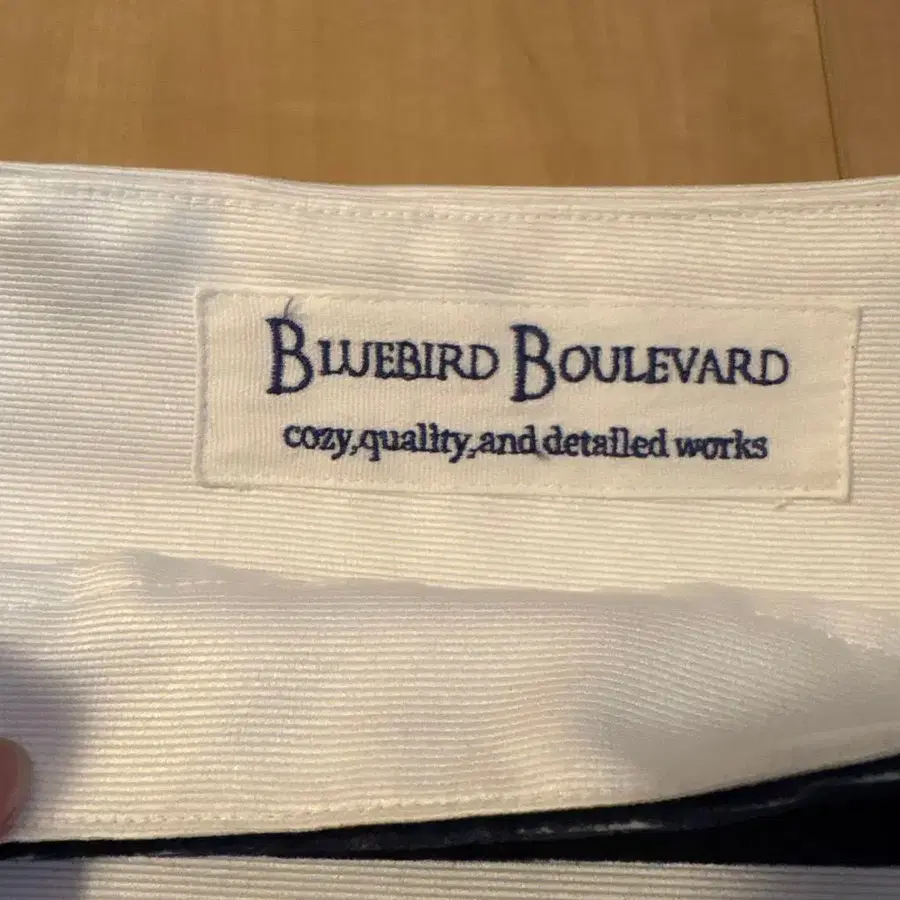 BLUEBIRD BOULEVARD
cozy,quality,and detailed works